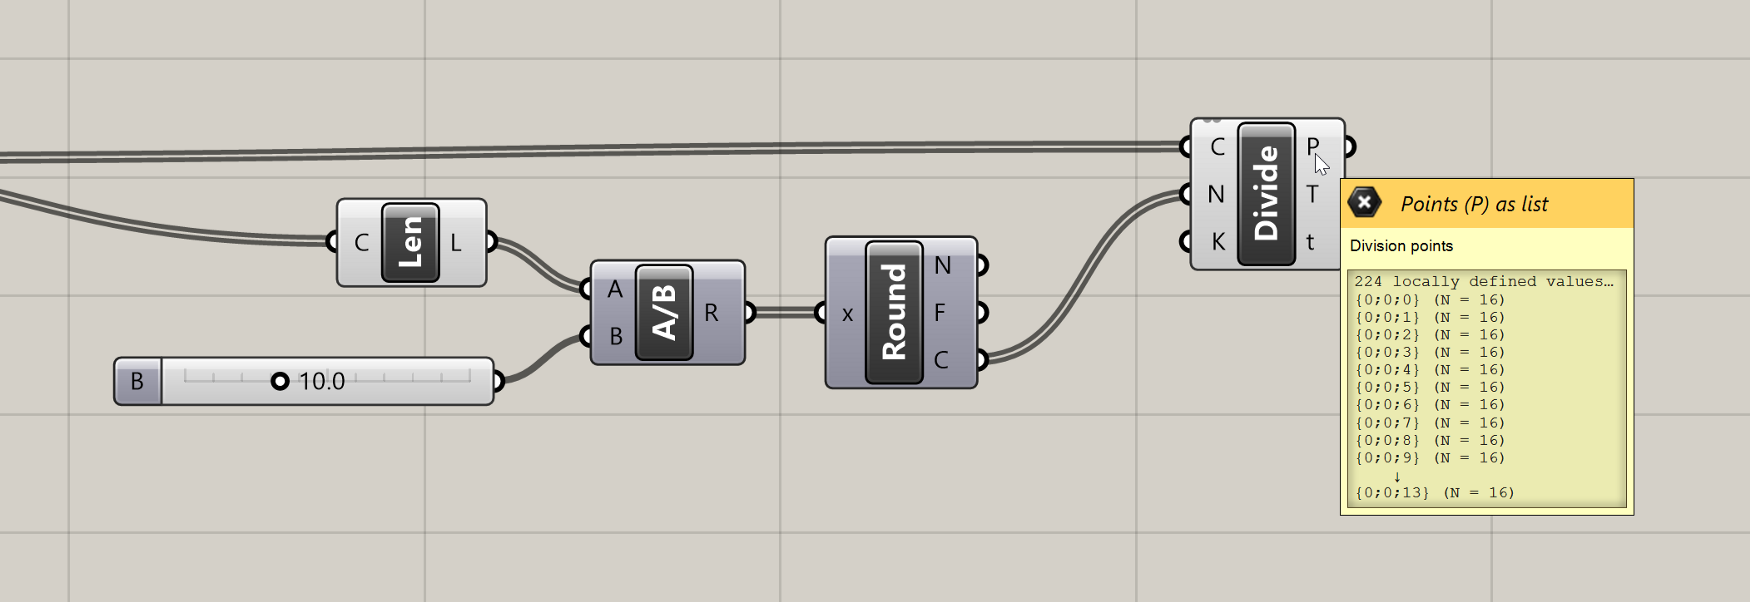 C
N
K
Divide
P
T
t
C
Len
L
A
B
A/B
R
x
Round
N
F
C
B
10.0
Points (P) as list
Division points
224 locally defined values…
{0;0;0} (N = 16)
{0;0;1} (N = 16)
{0;0;2} (N = 16)
{0;0;3} (N = 16)
{0;0;4} (N = 16)
{0;0;5} (N = 16)
{0;0;6} (N = 16)
{0;0;7} (N = 16)
{0;0;8} (N = 16)
{0;0;9} (N = 16)
↓
{0;0;13} (N = 16)